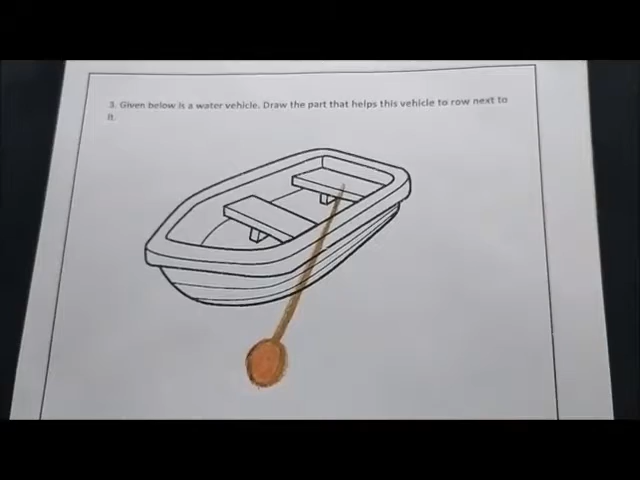 3. Given below is a water vehicle. Draw the part that helps this vehicle to row next to
it.